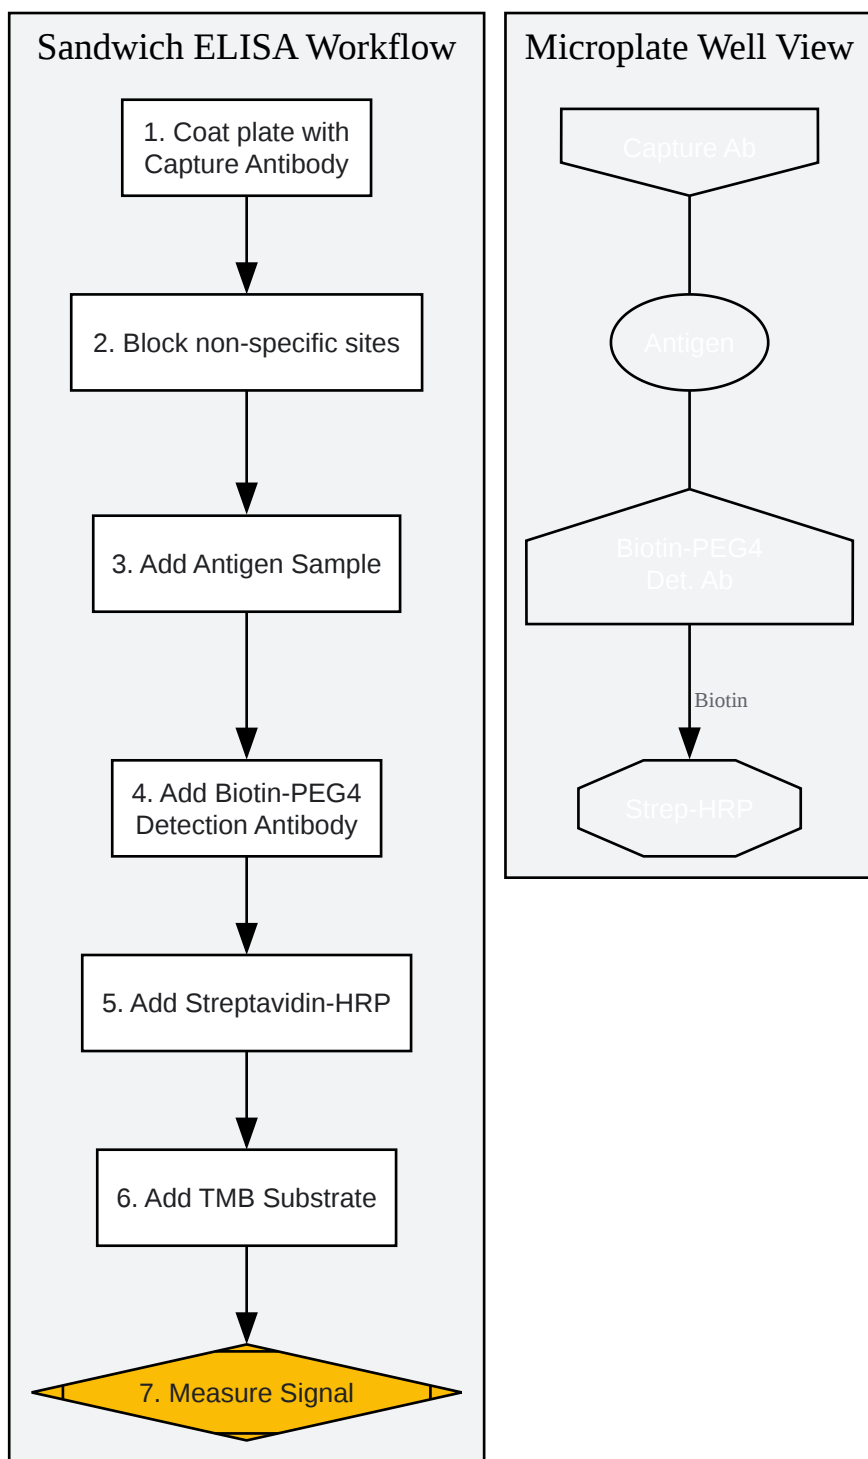 Sandwich ELISA Workflow
1. Coat plate with
Capture Antibody
2. Block non-specific sites
3. Add Antigen Sample
4. Add Biotin-PEG4
Detection Antibody
5. Add Streptavidin-HRP
6. Add TMB Substrate
7. Measure Signal
Microplate Well View
Capture Ab
Antigen
Biotin-PEG4
Det. Ab
Biotin
Strep-HRP